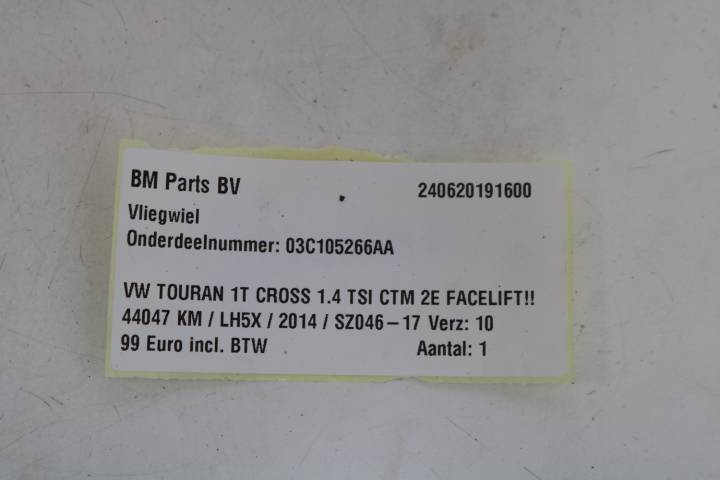 BM Parts BV 240620191600
Vliegwiel
Onderdeelnummer: 03C105266AA
VW TOURAN 1T CROSS 1.4 TSI CTM 2E FACELIFT!!
44047 KM / LH5X / 2014 / SZ046-17 Verz: 10
99 Euro incl. BTW Aantal: 1